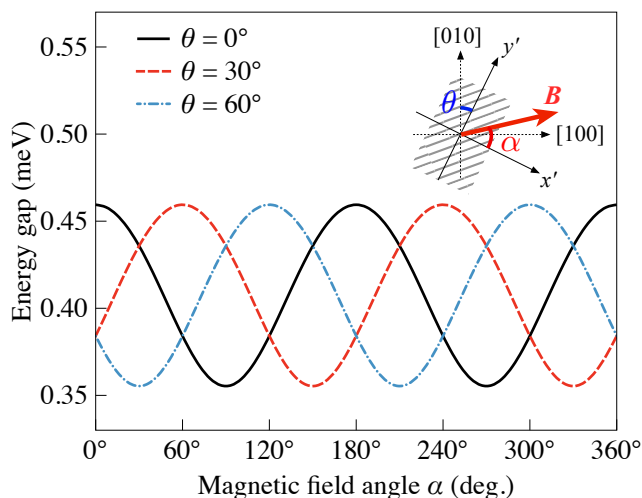 0.55
0.50
0.45
0.40
0.35
Energy gap (meV)
θ = 0°
θ = 30°
θ = 60°
[010]
y′
θ
B
[100]
α
x′
0° 60° 120° 180° 240° 300° 360°
Magnetic field angle α (deg.)